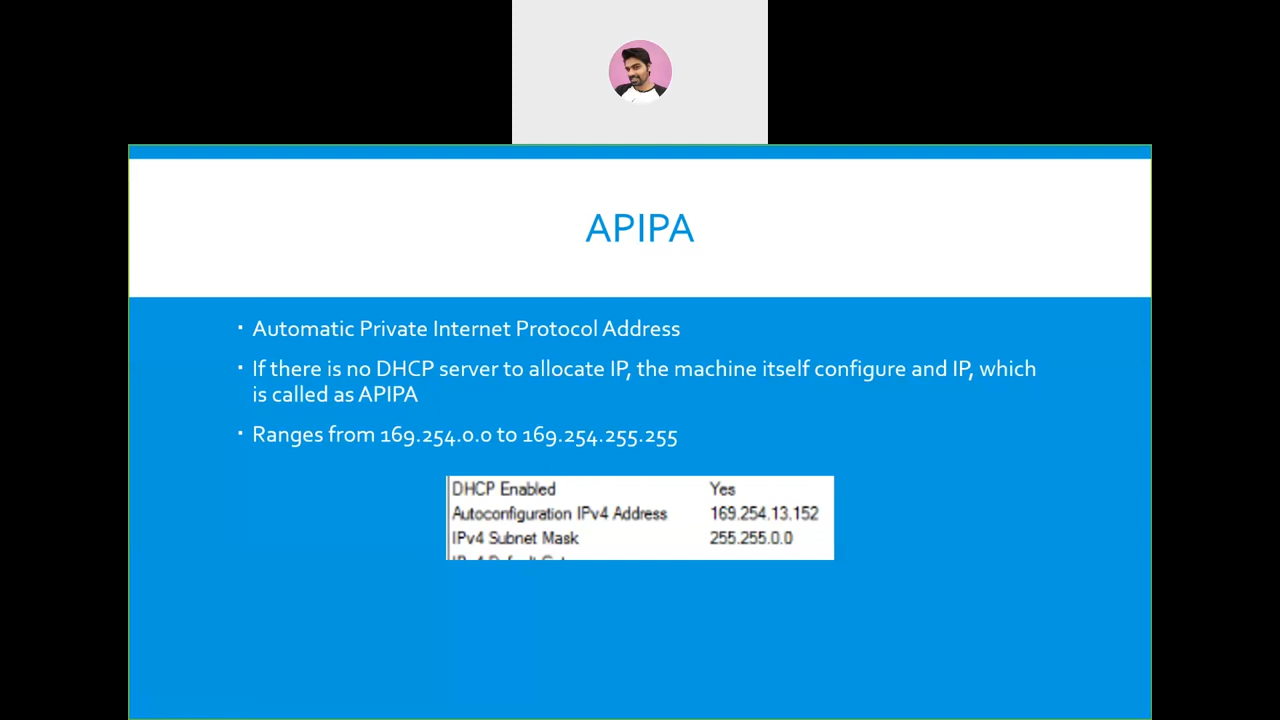 APIPA
Automatic Private Internet Protocol Address
If there is no DHCP server to allocate IP, the machine itself configure and IP, which
is called as APIPA
Ranges from 169.254.0.0 to 169.254.255.255
DHCP Enabled Yes
Autoconfiguration IPv4 Address 169.254.13.152
IPv4 Subnet Mask 255.255.0.0